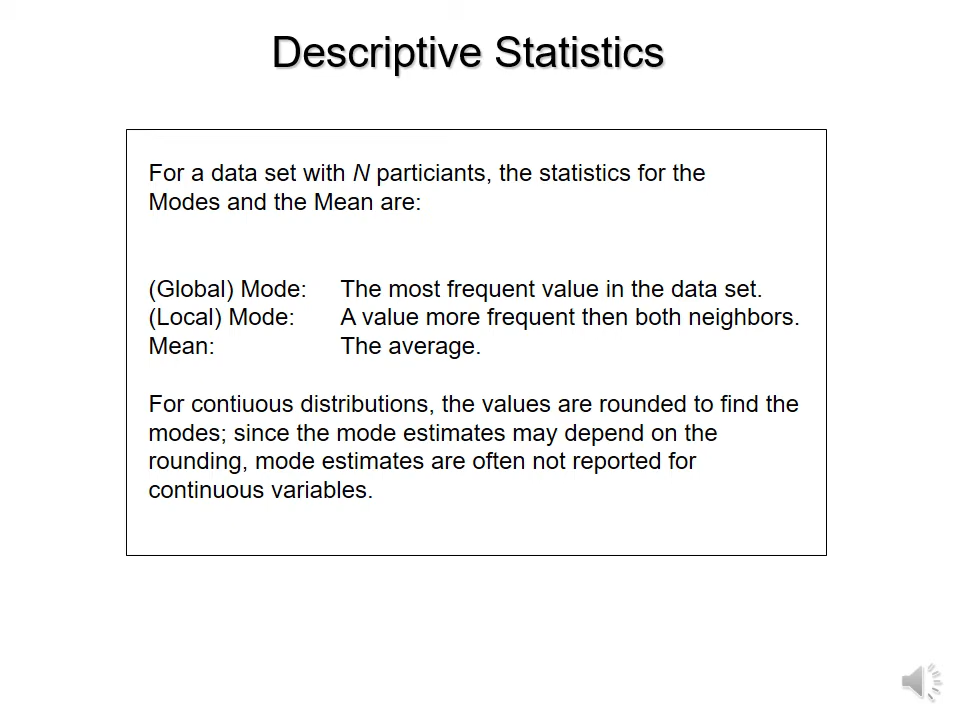 Descriptive Statistics
For a data set with N particiants, the statistics for the
Modes and the Mean are:
(Global) Mode: The most frequent value in the data set.
(Local) Mode: A value more frequent then both neighbors.
Mean: The average.
For contiuous distributions, the values are rounded to find the
modes; since the mode estimates may depend on the
rounding, mode estimates are often not reported for
continuous variables.